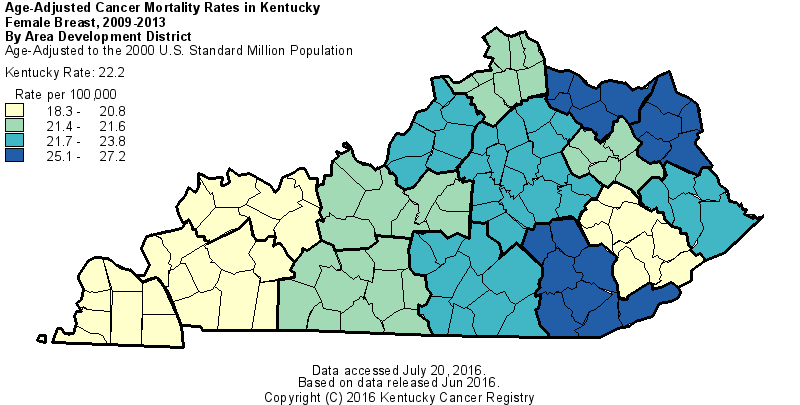 Age-Adjusted Cancer Mortality Rates in Kentucky
Female Breast, 2009-2013
By Area Development District
Age-Adjusted to the 2000 U.S. Standard Million Population
Kentucky Rate: 22.2
Rate per 100,000
18.3 - 20.8
21.4 - 21.6
21.7 - 23.8
25.1 - 27.2
Data accessed July 20, 2016.
Based on data released Jun 2016.
Copyright (C) 2016 Kentucky Cancer Registry